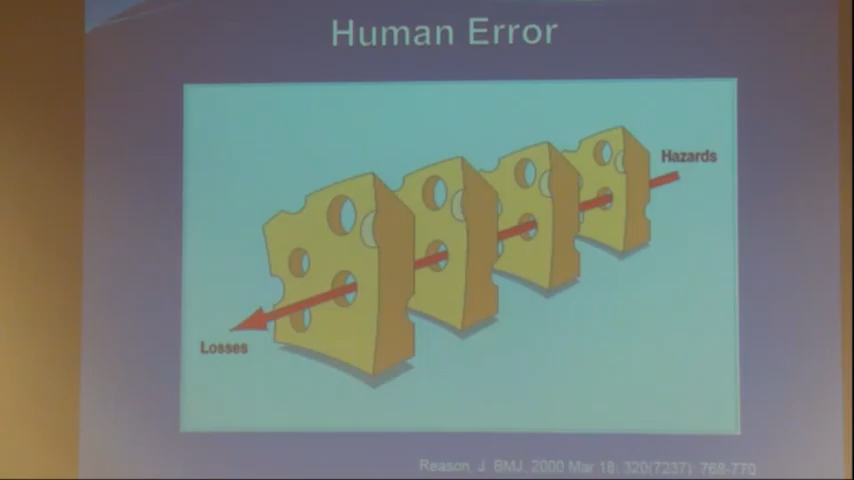 Human Error
Hazards
Losses
Reason, J. BMJ. 2000 Mar 18; 320(7237): 768-770